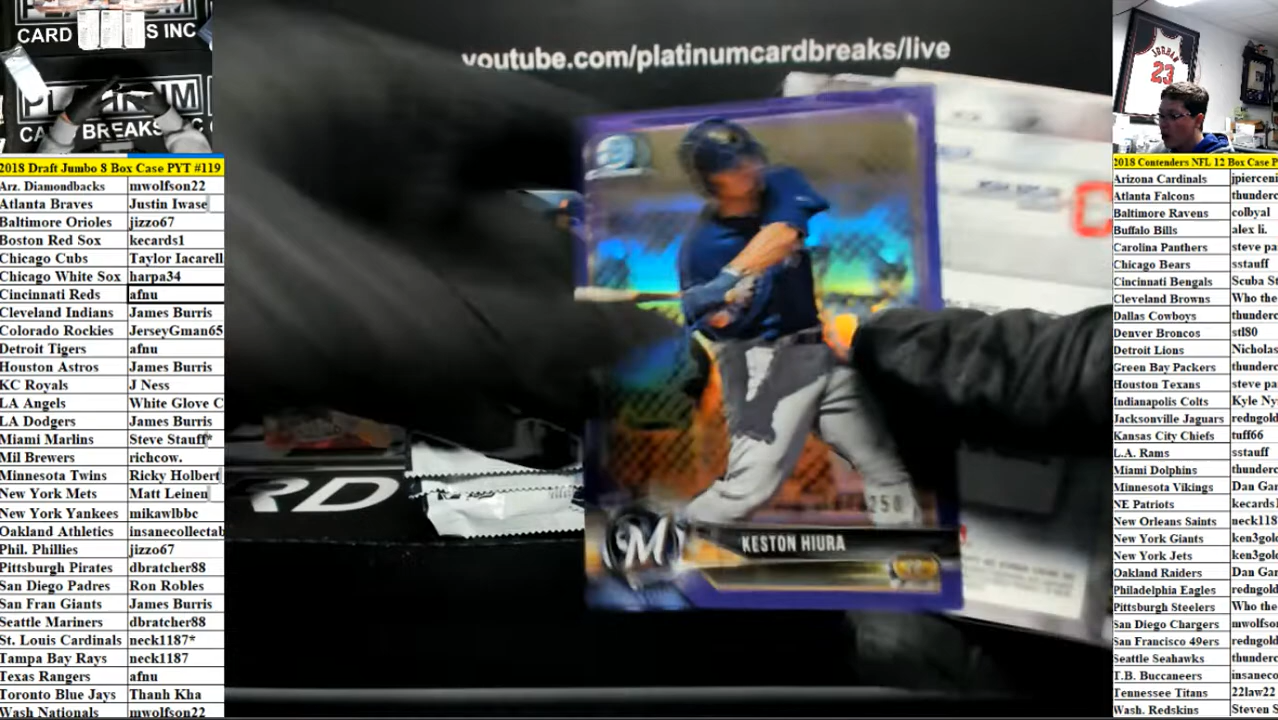 CARD
S INC
PLATINUM
CARD BREAKS
youtube.com/platinumcardbreaks/live
JORDAN
23
2018 Draft Jumbo 8 Box Case PYT #119
Arz. Diamondbacks mwolfson22
Atlanta Braves Justin Iwase
Baltimore Orioles jizzo67
Boston Red Sox kecards1
Chicago Cubs Taylor Iacarell
Chicago White Sox harpa34
Cincinnati Reds afnu
Cleveland Indians James Burris
Colorado Rockies JerseyGman65
Detroit Tigers afnu
Houston Astros James Burris
KC Royals J Ness
LA Angels White Glove C
LA Dodgers James Burris
Miami Marlins Steve Stauff*
Mil Brewers richcow.
Minnesota Twins Ricky Holbert
New York Mets Matt Leinen
New York Yankees mikawlbbc
Oakland Athletics insanecollectab
Phil. Phillies jizzo67
Pittsburgh Pirates dbratcher88
San Diego Padres Ron Robles
San Fran Giants James Burris
Seattle Mariners dbratcher88
St. Louis Cardinals neck1187*
Tampa Bay Rays neck1187
Texas Rangers afnu
Toronto Blue Jays Thanh Kha
Wash Nationals mwolfson22
RD
250
M
KESTON HIURA
2018 Contenders NFL 12 Box Case P
Arizona Cardinals jpierceni
Atlanta Falcons thunderc
Baltimore Ravens colbyal
Buffalo Bills alex li.
Carolina Panthers steve pa
Chicago Bears sstauff
Cincinnati Bengals Scuba St
Cleveland Browns Who the
Dallas Cowboys thunderc
Denver Broncos stl80
Detroit Lions Nicholas
Green Bay Packers thunderc
Houston Texans steve pa
Indianapolis Colts Kyle Ny
Jacksonville Jaguars redngold
Kansas City Chiefs tuff66
L.A. Rams sstauff
Miami Dolphins thunderc
Minnesota Vikings Dan Gar
NE Patriots kecards1
New Orleans Saints neck118
New York Giants ken3gold
New York Jets ken3gold
Oakland Raiders Dan Gar
Philadelphia Eagles redngold
Pittsburgh Steelers Who the
San Diego Chargers mwolfson
San Francisco 49ers redngold
Seattle Seahawks thunderc
T.B. Buccaneers insaneco
Tennessee Titans 22law22
Wash. Redskins Steven S